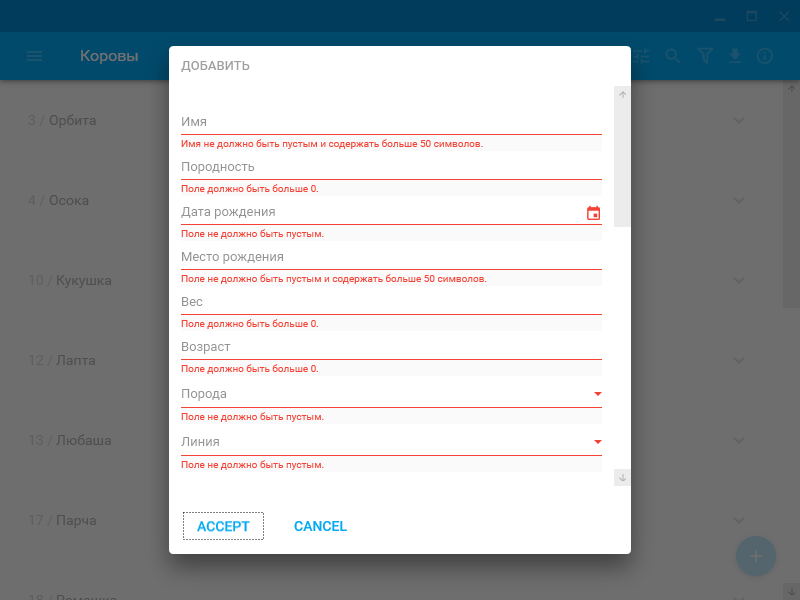 Коровы
ДОБАВИТЬ
3 / Орбита
4 / Осока
10 / Кукушка
12 / Лапта
13 / Любаша
17 / Парча
18 / Ромашка
Имя
Имя не должно быть пустым и содержать больше 50 символов.
Породность
Поле должно быть больше 0.
Дата рождения
Поле не должно быть пустым.
Место рождения
Поле не должно быть пустым и содержать больше 50 символов.
Вес
Поле должно быть больше 0.
Возраст
Поле должно быть больше 0.
Порода
Поле не должно быть пустым.
Линия
Поле не должно быть пустым.
ACCEPT CANCEL